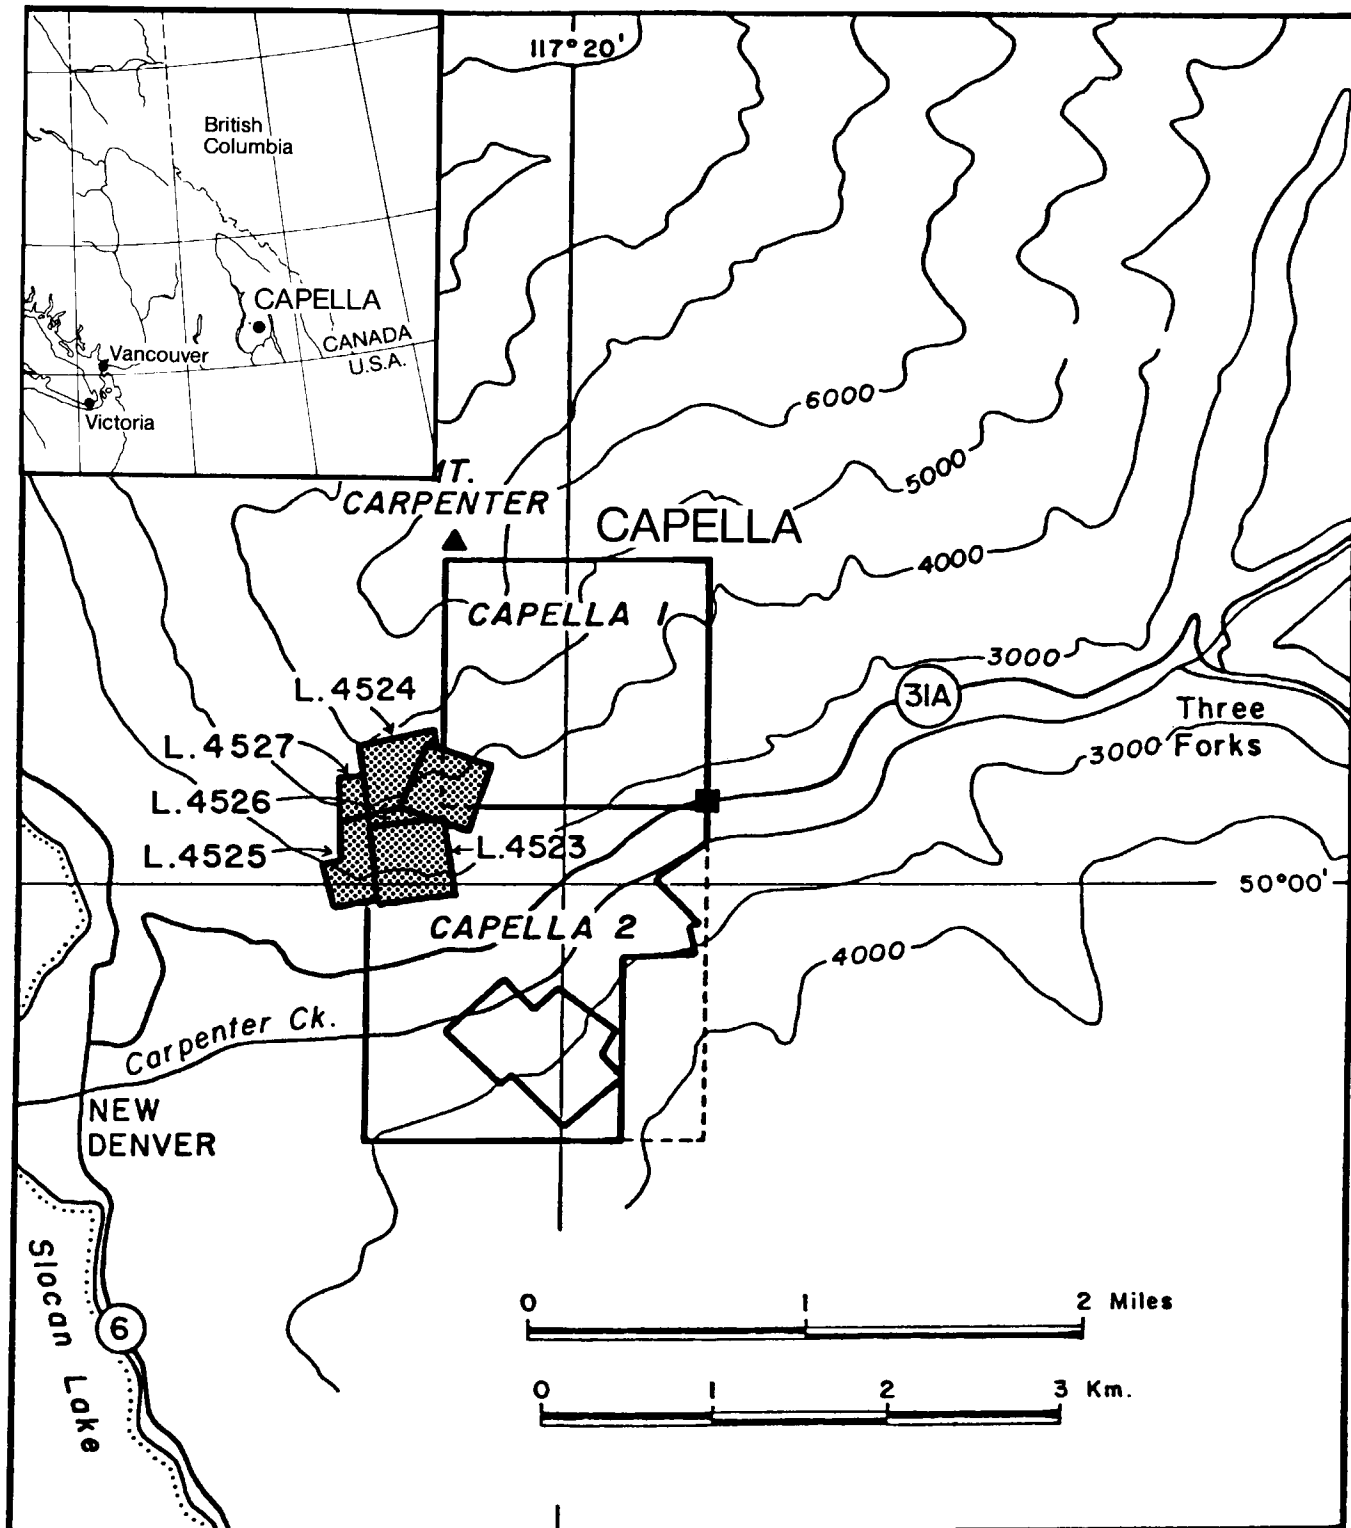 117°20'
British
Columbia
CAPELLA
CANADA
U.S.A.
Vancouver
Victoria
6000
5000
4000
MT.
CARPENTER
CAPELLA
CAPELLA 1
L.4524
L.4527
L.4526
L.4525
L.4523
3000
31A
Three
Forks
3000
50°00'
CAPELLA 2
4000
Carpenter Ck.
NEW
DENVER
Slocan Lake
6
0 1 2 Miles
0 1 2 3 Km.